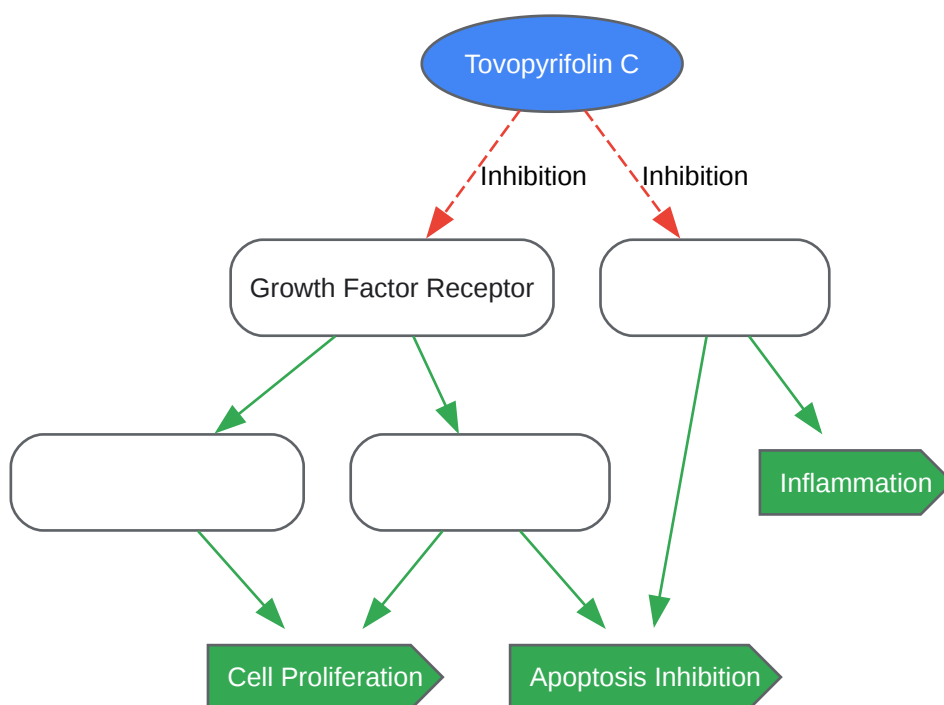 Tovopyrifolin C
Inhibition
Inhibition
Growth Factor Receptor
Inflammation
Cell Proliferation
Apoptosis Inhibition